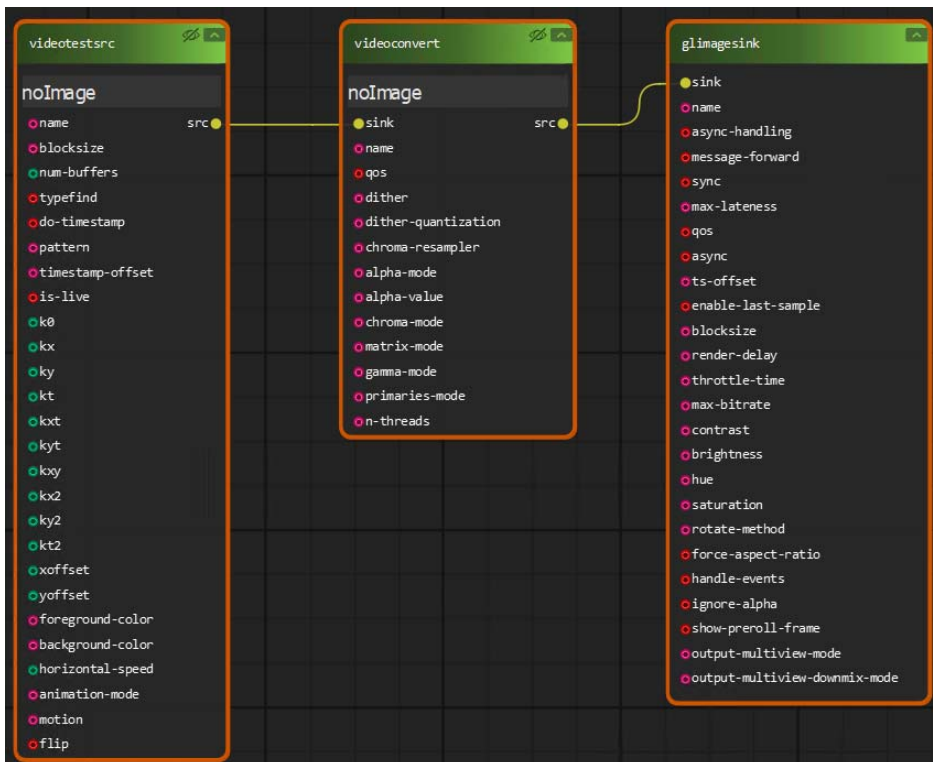 videotestsrc
noImage
name
src
blocksize
num-buffers
typefind
do-timestamp
pattern
timestamp-offset
is-live
k0
kx
ky
kt
kxt
kyt
kxy
kx2
ky2
kt2
xoffset
yoffset
foreground-color
background-color
horizontal-speed
animation-mode
motion
flip
videoconvert
noImage
sink
src
name
qos
dither
dither-quantization
chroma-resampler
alpha-mode
alpha-value
chroma-mode
matrix-mode
gamma-mode
primaries-mode
n-threads
glimagesink
sink
name
async-handling
message-forward
sync
max-lateness
qos
async
ts-offset
enable-last-sample
blocksize
render-delay
throttle-time
max-bitrate
contrast
brightness
hue
saturation
rotate-method
force-aspect-ratio
handle-events
ignore-alpha
show-preroll-frame
output-multiview-mode
output-multiview-downmix-mode